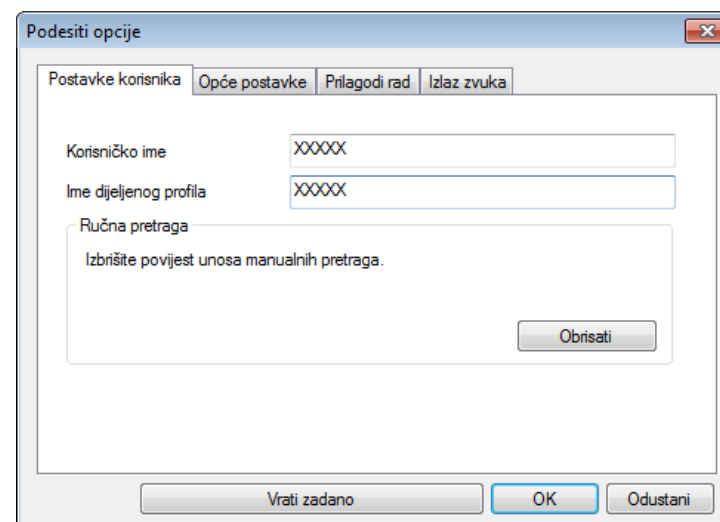 Podesiti opcije
Postavke korisnika Opće postavke Prilagodi rad Izlaz zvuka
Korisničko ime XXXXX
Ime dijeljenog profila XXXXX
Ručna pretraga
Izbrišite povijest unosa manualnih pretraga.
Obrisati
Vrati zadano OK Odustani